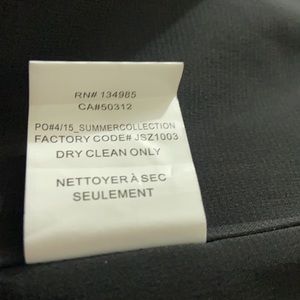 RN# 134985
CA#50312
PO#4/15_SUMMERCOLLECTION
FACTORY CODE# JSZ1003
DRY CLEAN ONLY
NETTOYER À SEC
SEULEMENT